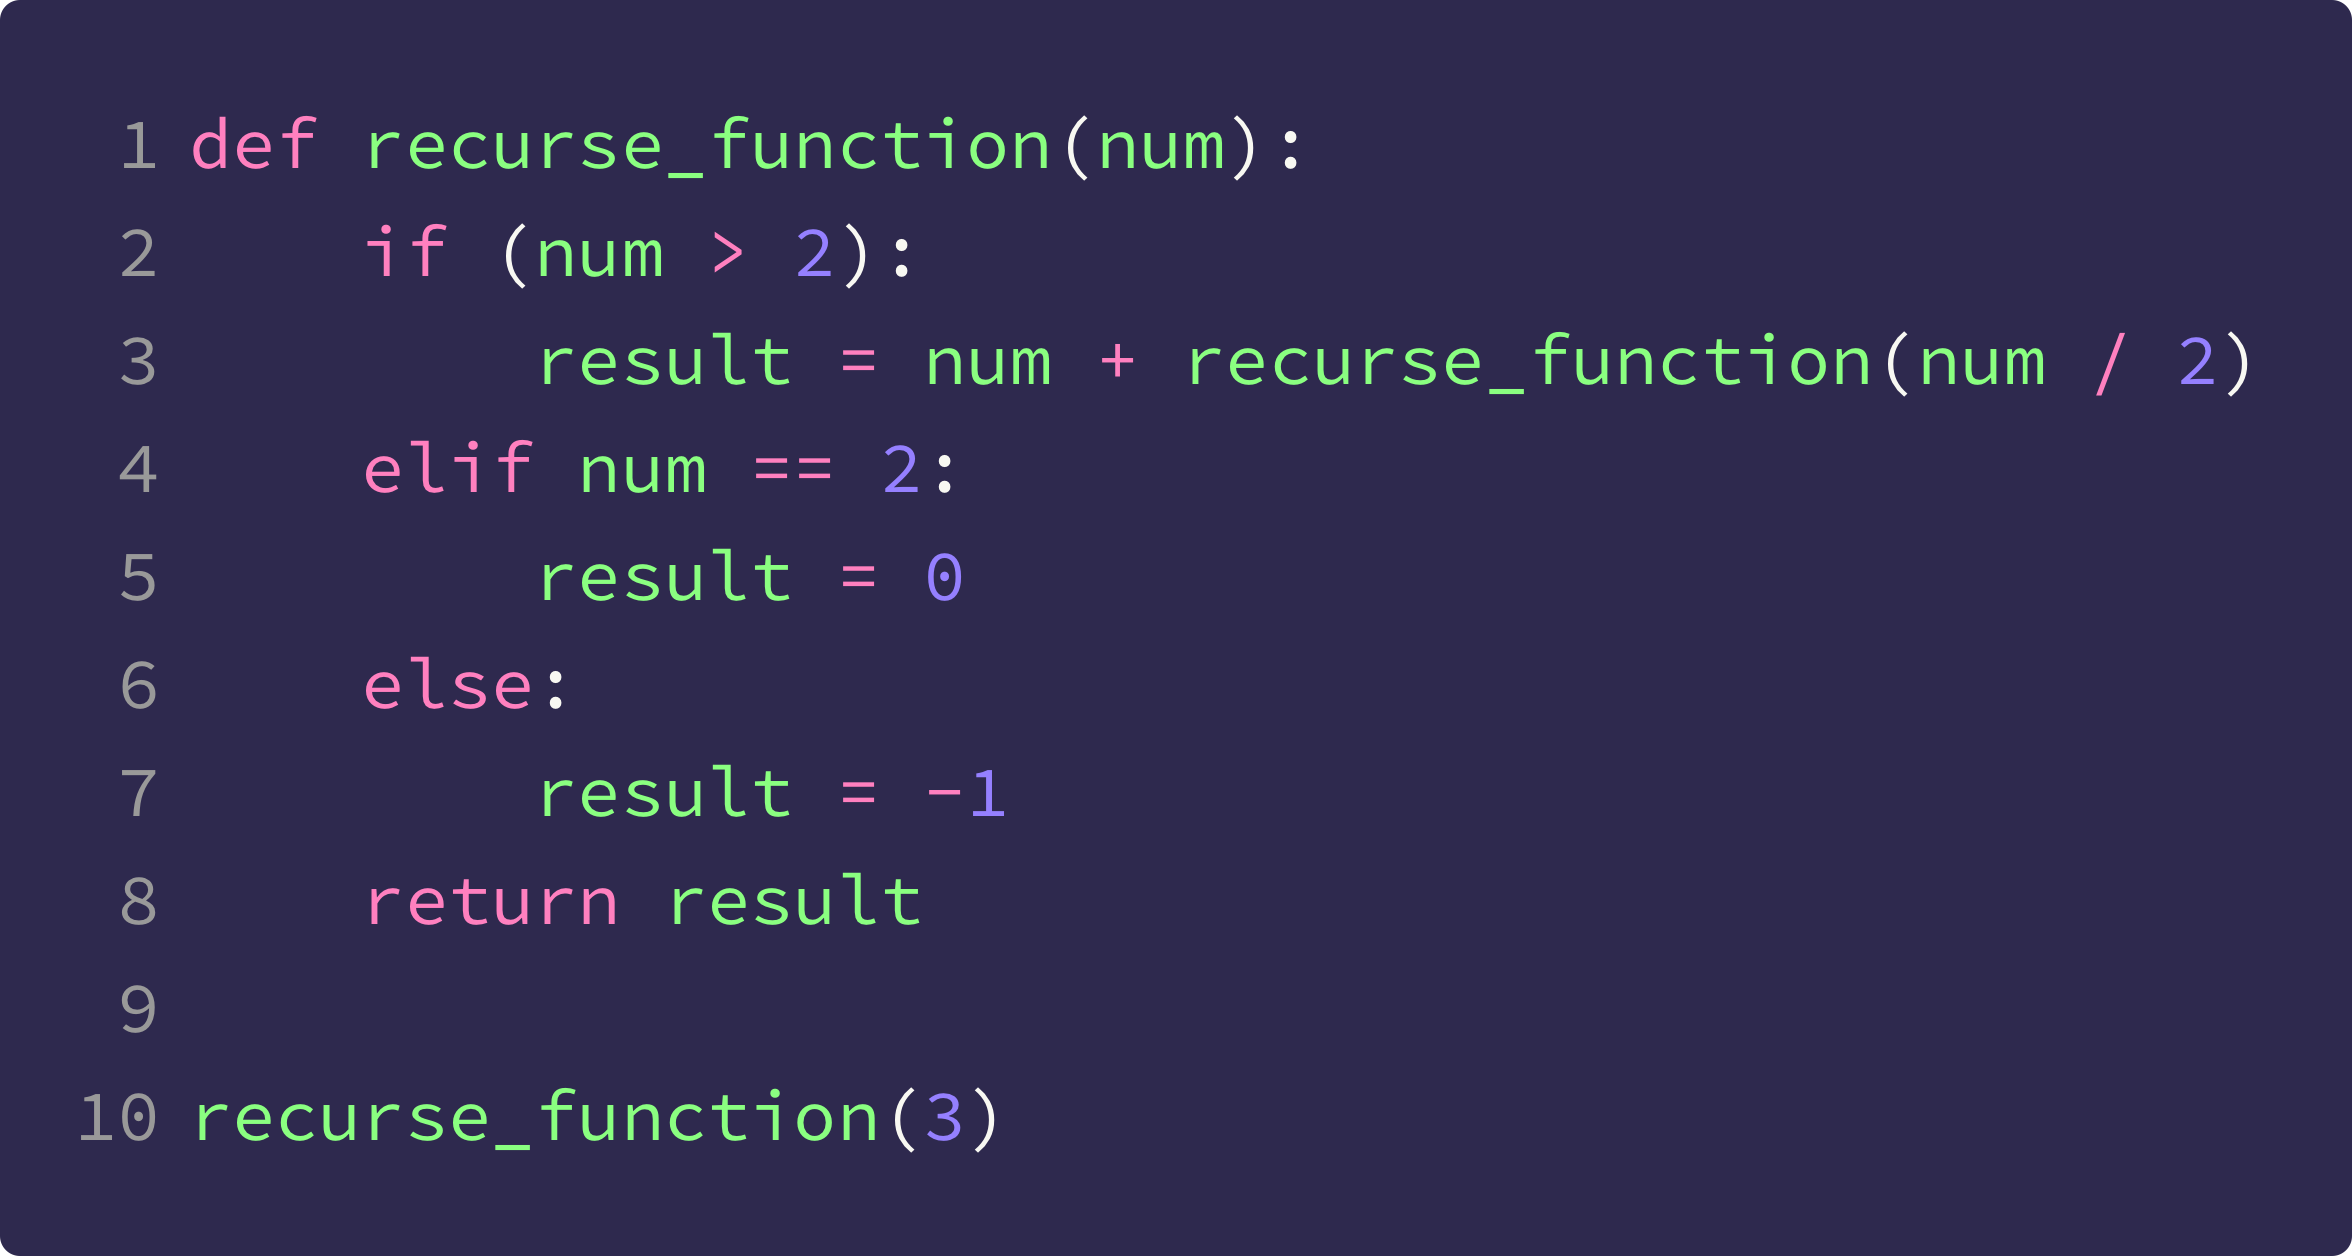 1 def recurse_function(num):
2     if (num > 2):
3         result = num + recurse_function(num / 2)
4     elif num == 2:
5         result = 0
6     else:
7         result = -1
8     return result
9
10 recurse_function(3)